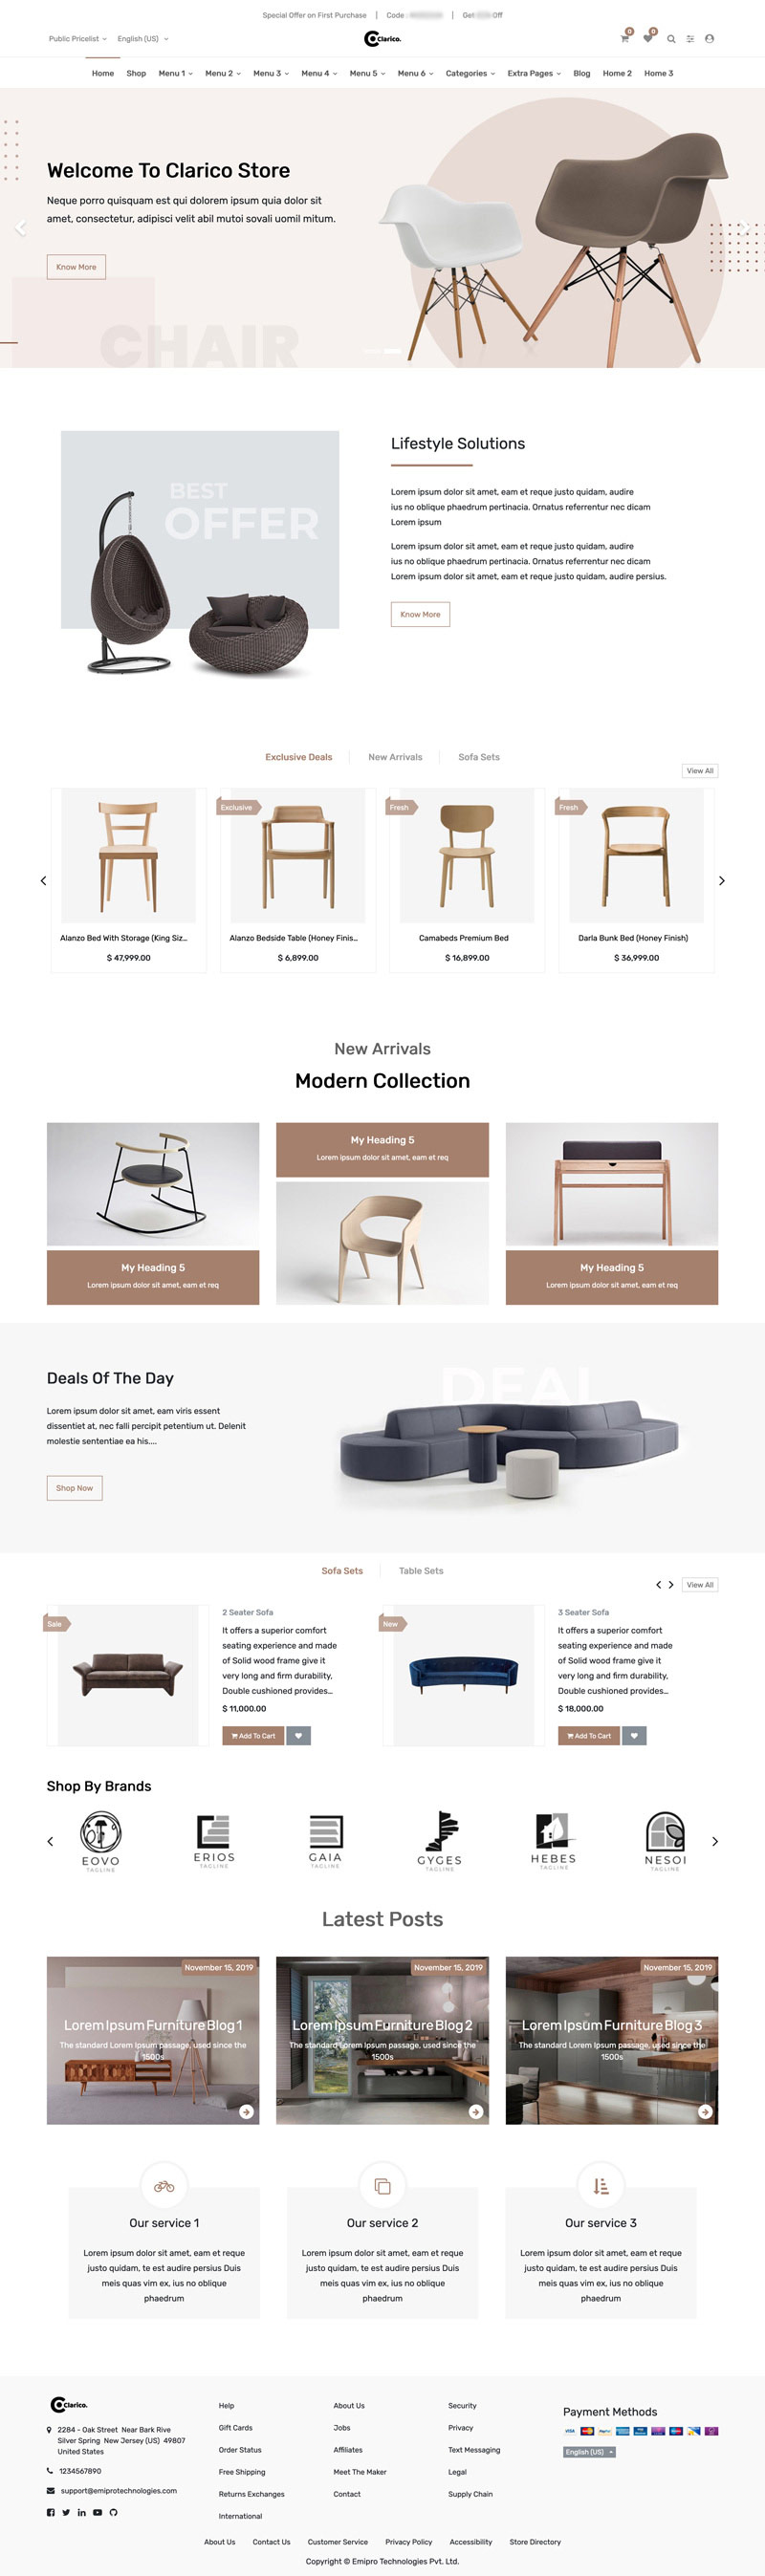 Special Offer on First Purchase | Code : | Get Off
Public Pricelist English (US)
Clarico.
0 0
Home Shop Menu 1 Menu 2 Menu 3 Menu 4 Menu 5 Menu 6 Categories Extra Pages Blog Home 2 Home 3
Welcome To Clarico Store
Neque porro quisquam est qui dolorem ipsum quia dolor sit
amet, consectetur, adipisci velit abil mutoi sovali uomil mitum.
Know More
CHAIR
BEST
OFFER
Lifestyle Solutions
Lorem ipsum dolor sit amet, eam et reque justo quidam, audire
ius no oblique phaedrum pertinacia. Ornatus referrentur nec dicam
Lorem ipsum
Lorem ipsum dolor sit amet, eam et reque justo quidam, audire
ius no oblique phaedrum pertinacia. Ornatus referrentur nec dicam
Lorem ipsum dolor sit amet, eam et reque justo quidam, audire persius.
Know More
Exclusive Deals New Arrivals Sofa Sets
View All
Exclusive Fresh Fresh
Alanzo Bed With Storage (King Siz... Alanzo Bedside Table (Honey Finis... Camabeds Premium Bed Darla Bunk Bed (Honey Finish)
$ 47,999.00 $ 6,899.00 $ 16,899.00 $ 36,999.00
New Arrivals
Modern Collection
My Heading 5
Lorem ipsum dolor sit amet, eam et req
My Heading 5 My Heading 5
Lorem ipsum dolor sit amet, eam et req Lorem ipsum dolor sit amet, eam et req
Deals Of The Day
DEAL
Lorem ipsum dolor sit amet, eam viris essent
dissentiet at, nec falli percipit petentium ut. Delenit
molestie sententiae ea his....
Shop Now
Sofa Sets Table Sets
View All
Sale
2 Seater Sofa
It offers a superior comfort
seating experience and made
of Solid wood frame give it
very long and firm durability,
Double cushioned provides...
$ 11,000.00
Add To Cart
New
3 Seater Sofa
It offers a superior comfort
seating experience and made
of Solid wood frame give it
very long and firm durability,
Double cushioned provides...
$ 18,000.00
Add To Cart
Shop By Brands
EOVO ERIOS GAIA GYGES HEBES NESOI
TAGLINE TAGLINE TAGLINE TAGLINE TAGLINE TAGLINE
Latest Posts
November 15, 2019 November 15, 2019 November 15, 2019
Lorem Ipsum Furniture Blog 1
The standard Lorem Ipsum passage, used since the
1500s
Lorem Ipsum Furniture Blog 2
The standard Lorem Ipsum passage, used since the
1500s
Lorem Ipsum Furniture Blog 3
The standard Lorem Ipsum passage, used since the
1500s
Our service 1
Lorem ipsum dolor sit amet, eam et reque
justo quidam, te est audire persius Duis
meis quas vim ex, ius no oblique
phaedrum
Our service 2
Lorem ipsum dolor sit amet, eam et reque
justo quidam, te est audire persius Duis
meis quas vim ex, ius no oblique
phaedrum
Our service 3
Lorem ipsum dolor sit amet, eam et reque
justo quidam, te est audire persius Duis
meis quas vim ex, ius no oblique
phaedrum
Clarico.
2284 - Oak Street Near Bark Rive
Silver Spring New Jersey (US) 49807
United States
1234567890
support@emiprotechnologies.com
Help
Gift Cards
Order Status
Free Shipping
Returns Exchanges
International
About Us
Jobs
Affiliates
Meet The Maker
Contact
Security
Privacy
Text Messaging
Legal
Supply Chain
Payment Methods
VISA
English (US)
About Us Contact Us Customer Service Privacy Policy Accessibility Store Directory
Copyright © Emipro Technologies Pvt. Ltd.